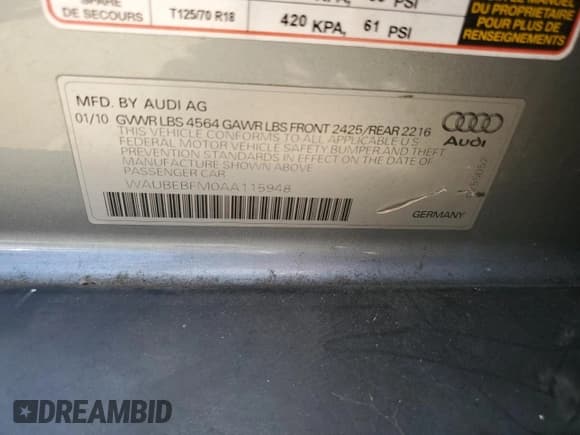 SPARE
DE SECOURS
T125/70 R18
420 KPA, 61 PSI
PSI
LE MANUEL
DU PROPRIÉTAIRE
POUR PLUS DE
RENSEIGNEMENTS
MFD. BY AUDI AG
01/10 GVWR LBS 4564 GAWR LBS FRONT 2425/REAR 2216
THIS VEHICLE CONFORMS TO ALL APPLICABLE U.S
FEDERAL MOTOR VEHICLE SAFETY BUMPER AND THEFT
PREVENTION STANDARDS IN EFFECT ON THE DATE OF
MANUFACTURE SHOWN ABOVE
PASSENGER CAR
WAUBEBFM0AA115948
Audi
GERMANY
DREAMBID